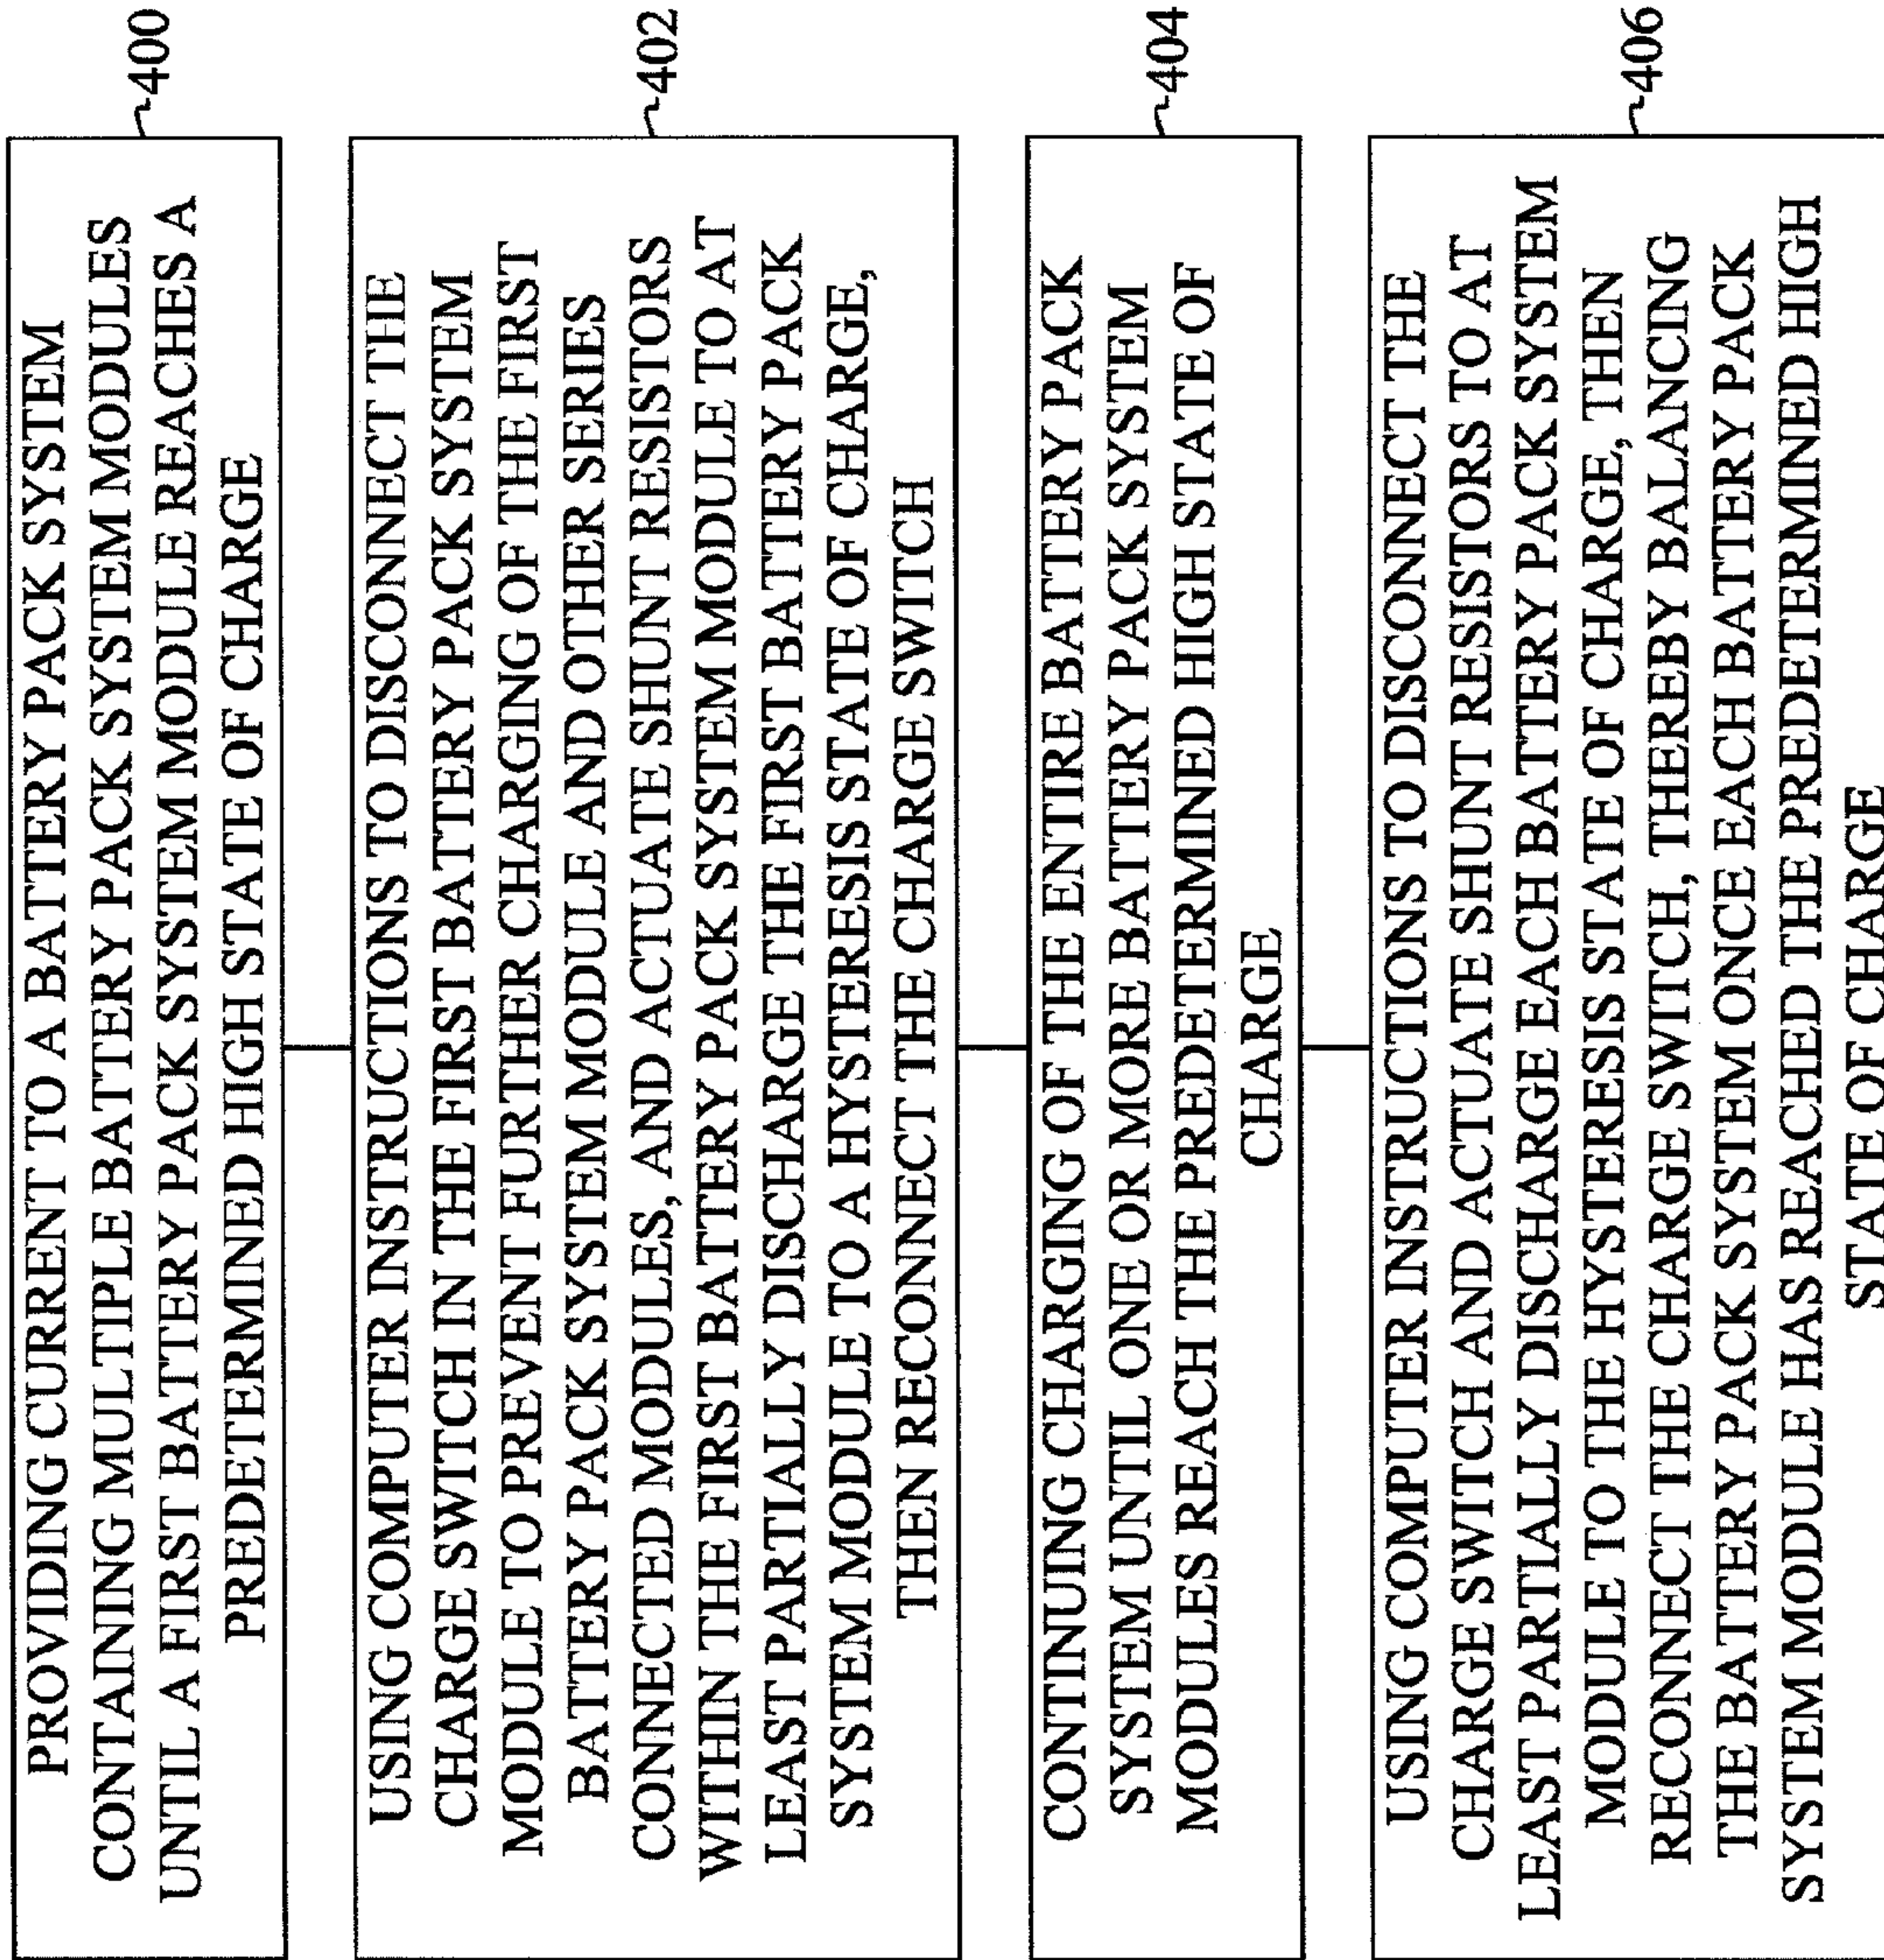 PROVIDING CURRENT TO A BATTERY PACK SYSTEM
CONTAINING MULTIPLE BATTERY PACK SYSTEM MODULES
UNTIL A FIRST BATTERY PACK SYSTEM MODULE REACHES A
PREDETERMINED HIGH STATE OF CHARGE
400
USING COMPUTER INSTRUCTIONS TO DISCONNECT THE
CHARGE SWITCH IN THE FIRST BATTERY PACK SYSTEM
MODULE TO PREVENT FURTHER CHARGING OF THE FIRST
BATTERY PACK SYSTEM MODULE AND OTHER SERIES
CONNECTED MODULES, AND ACTUATE SHUNT RESISTORS
WITHIN THE FIRST BATTERY PACK SYSTEM MODULE TO AT
LEAST PARTIALLY DISCHARGE THE FIRST BATTERY PACK
SYSTEM MODULE TO A HYSTERESIS STATE OF CHARGE,
THEN RECONNECT THE CHARGE SWITCH
402
CONTINUING CHARGING OF THE ENTIRE BATTERY PACK
SYSTEM UNTIL ONE OR MORE BATTERY PACK SYSTEM
MODULES REACH THE PREDETERMINED HIGH STATE OF
CHARGE
404
USING COMPUTER INSTRUCTIONS TO DISCONNECT THE
CHARGE SWITCH AND ACTUATE SHUNT RESISTORS TO AT
LEAST PARTIALLY DISCHARGE EACH BATTERY PACK SYSTEM
MODULE TO THE HYSTERESIS STATE OF CHARGE, THEN
RECONNECT THE CHARGE SWITCH, THEREBY BALANCING
THE BATTERY PACK SYSTEM ONCE EACH BATTERY PACK
SYSTEM MODULE HAS REACHED THE PREDETERMINED HIGH
STATE OF CHARGE
406